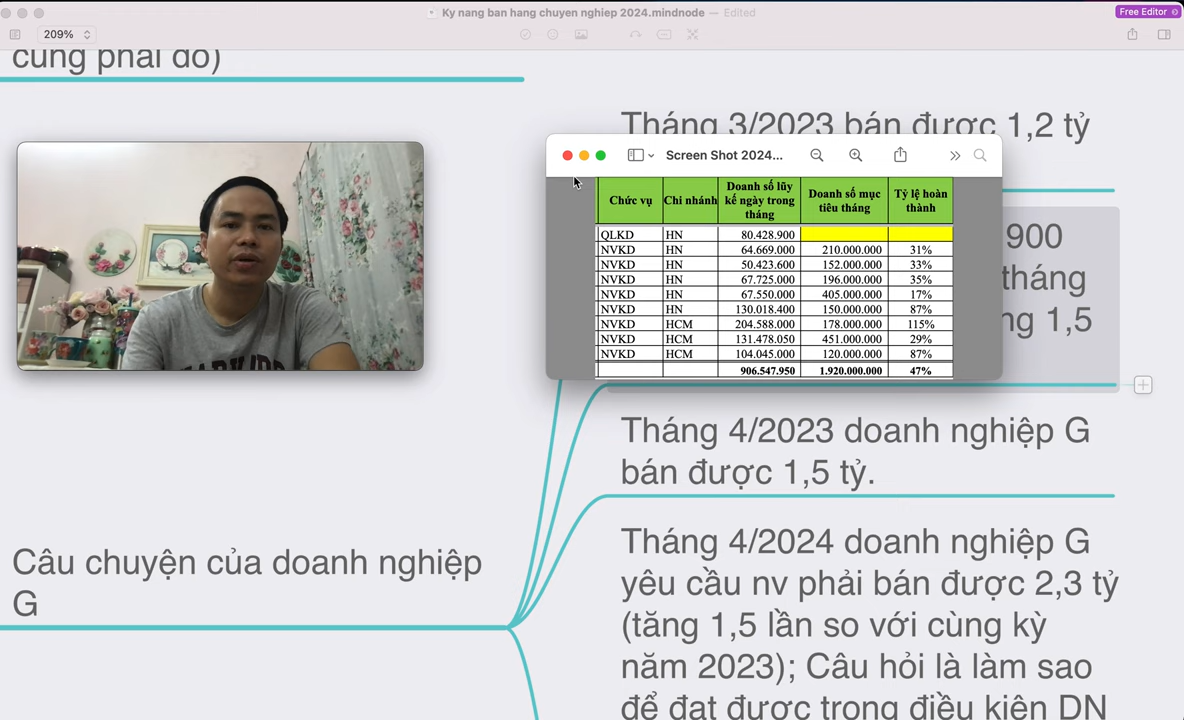 Ky nang ban hang chuyen nghiep 2024.mindnode — Edited
Free Editor
209%
cũng phải do)
Tháng 3/2023 bán được 1,2 tỷ
Screen Shot 2024...
Chức vụ Chi nhánh Doanh số lũy kế ngày trong tháng Doanh số mục tiêu tháng Tỷ lệ hoàn thành
QLKD HN 80.428.900
NVKD HN 64.669.000 210.000.000 31%
NVKD HN 50.423.600 152.000.000 33%
NVKD HN 67.725.000 196.000.000 35%
NVKD HN 67.550.000 405.000.000 17%
NVKD HN 130.018.400 150.000.000 87%
NVKD HCM 204.588.000 178.000.000 115%
NVKD HCM 131.478.050 451.000.000 29%
NVKD HCM 104.045.000 120.000.000 87%
906.547.950 1.920.000.000 47%
900
tháng
1,5
Tháng 4/2023 doanh nghiệp G
bán được 1,5 tỷ.
Câu chuyện của doanh nghiệp
G
Tháng 4/2024 doanh nghiệp G
yêu cầu nv phải bán được 2,3 tỷ
(tăng 1,5 lần so với cùng kỳ
năm 2023); Câu hỏi là làm sao
để đạt được trong điều kiện DN